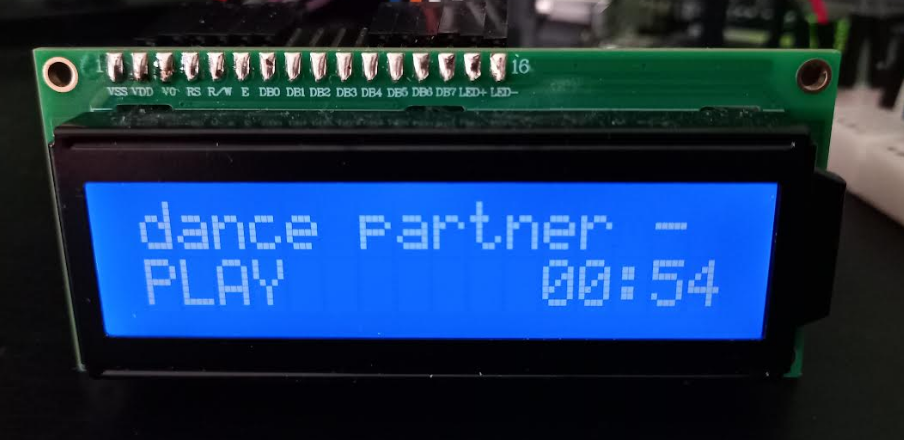 1 16
VSS VDD V0 RS R/W E DB0 DB1 DB2 DB3 DB4 DB5 DB6 DB7 LED+ LED-
dance partner -
PLAY 00:54